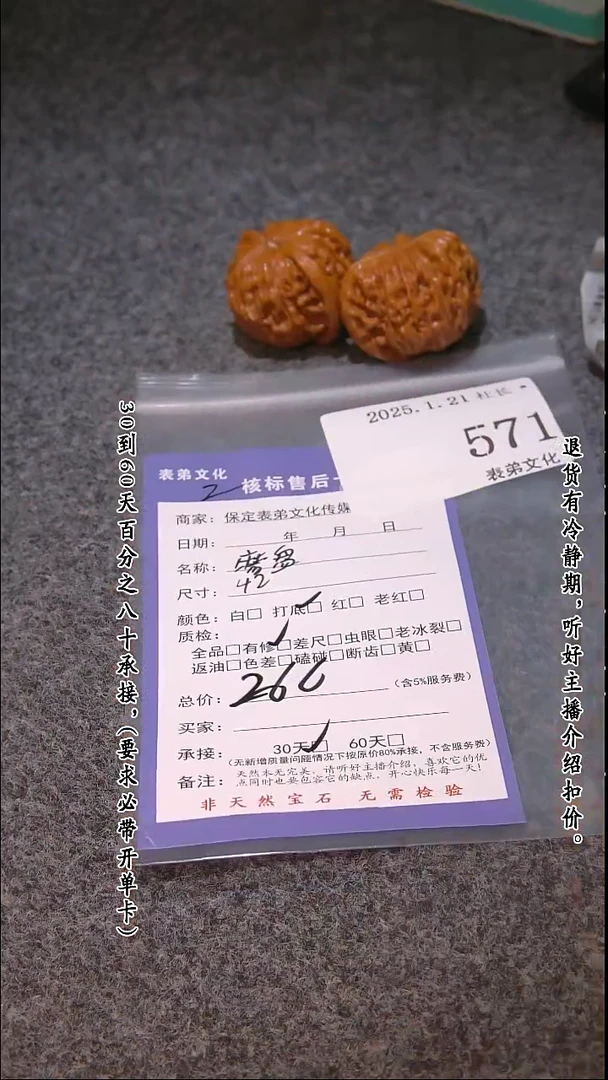 30到60天百分之八十承接，（要求必带开单卡）
退货有冷静期，听好主播介绍扣价。
2025.1.21
571
表弟文化
表弟文化
核标售后
商家：保定表弟文化传媒
日期： 年 月 日
名称：磨盘
尺寸：42
颜色：白□ 打底□ 红□ 老红□
质检：
全品□有修□差尺□虫眼□老冰裂□
返油□色差□磕碰□断齿□黄□
总价：260 （含5%服务费）
买家：
承接： 30天□ 60天□
（无新增质量问题情况下按原价80%承接，不含服务费）
备注：天然本无完美，请听好主播介绍，喜欢它的优
点同时也要包容它的缺点，开心快乐每一天！
非天然宝石 无需检验